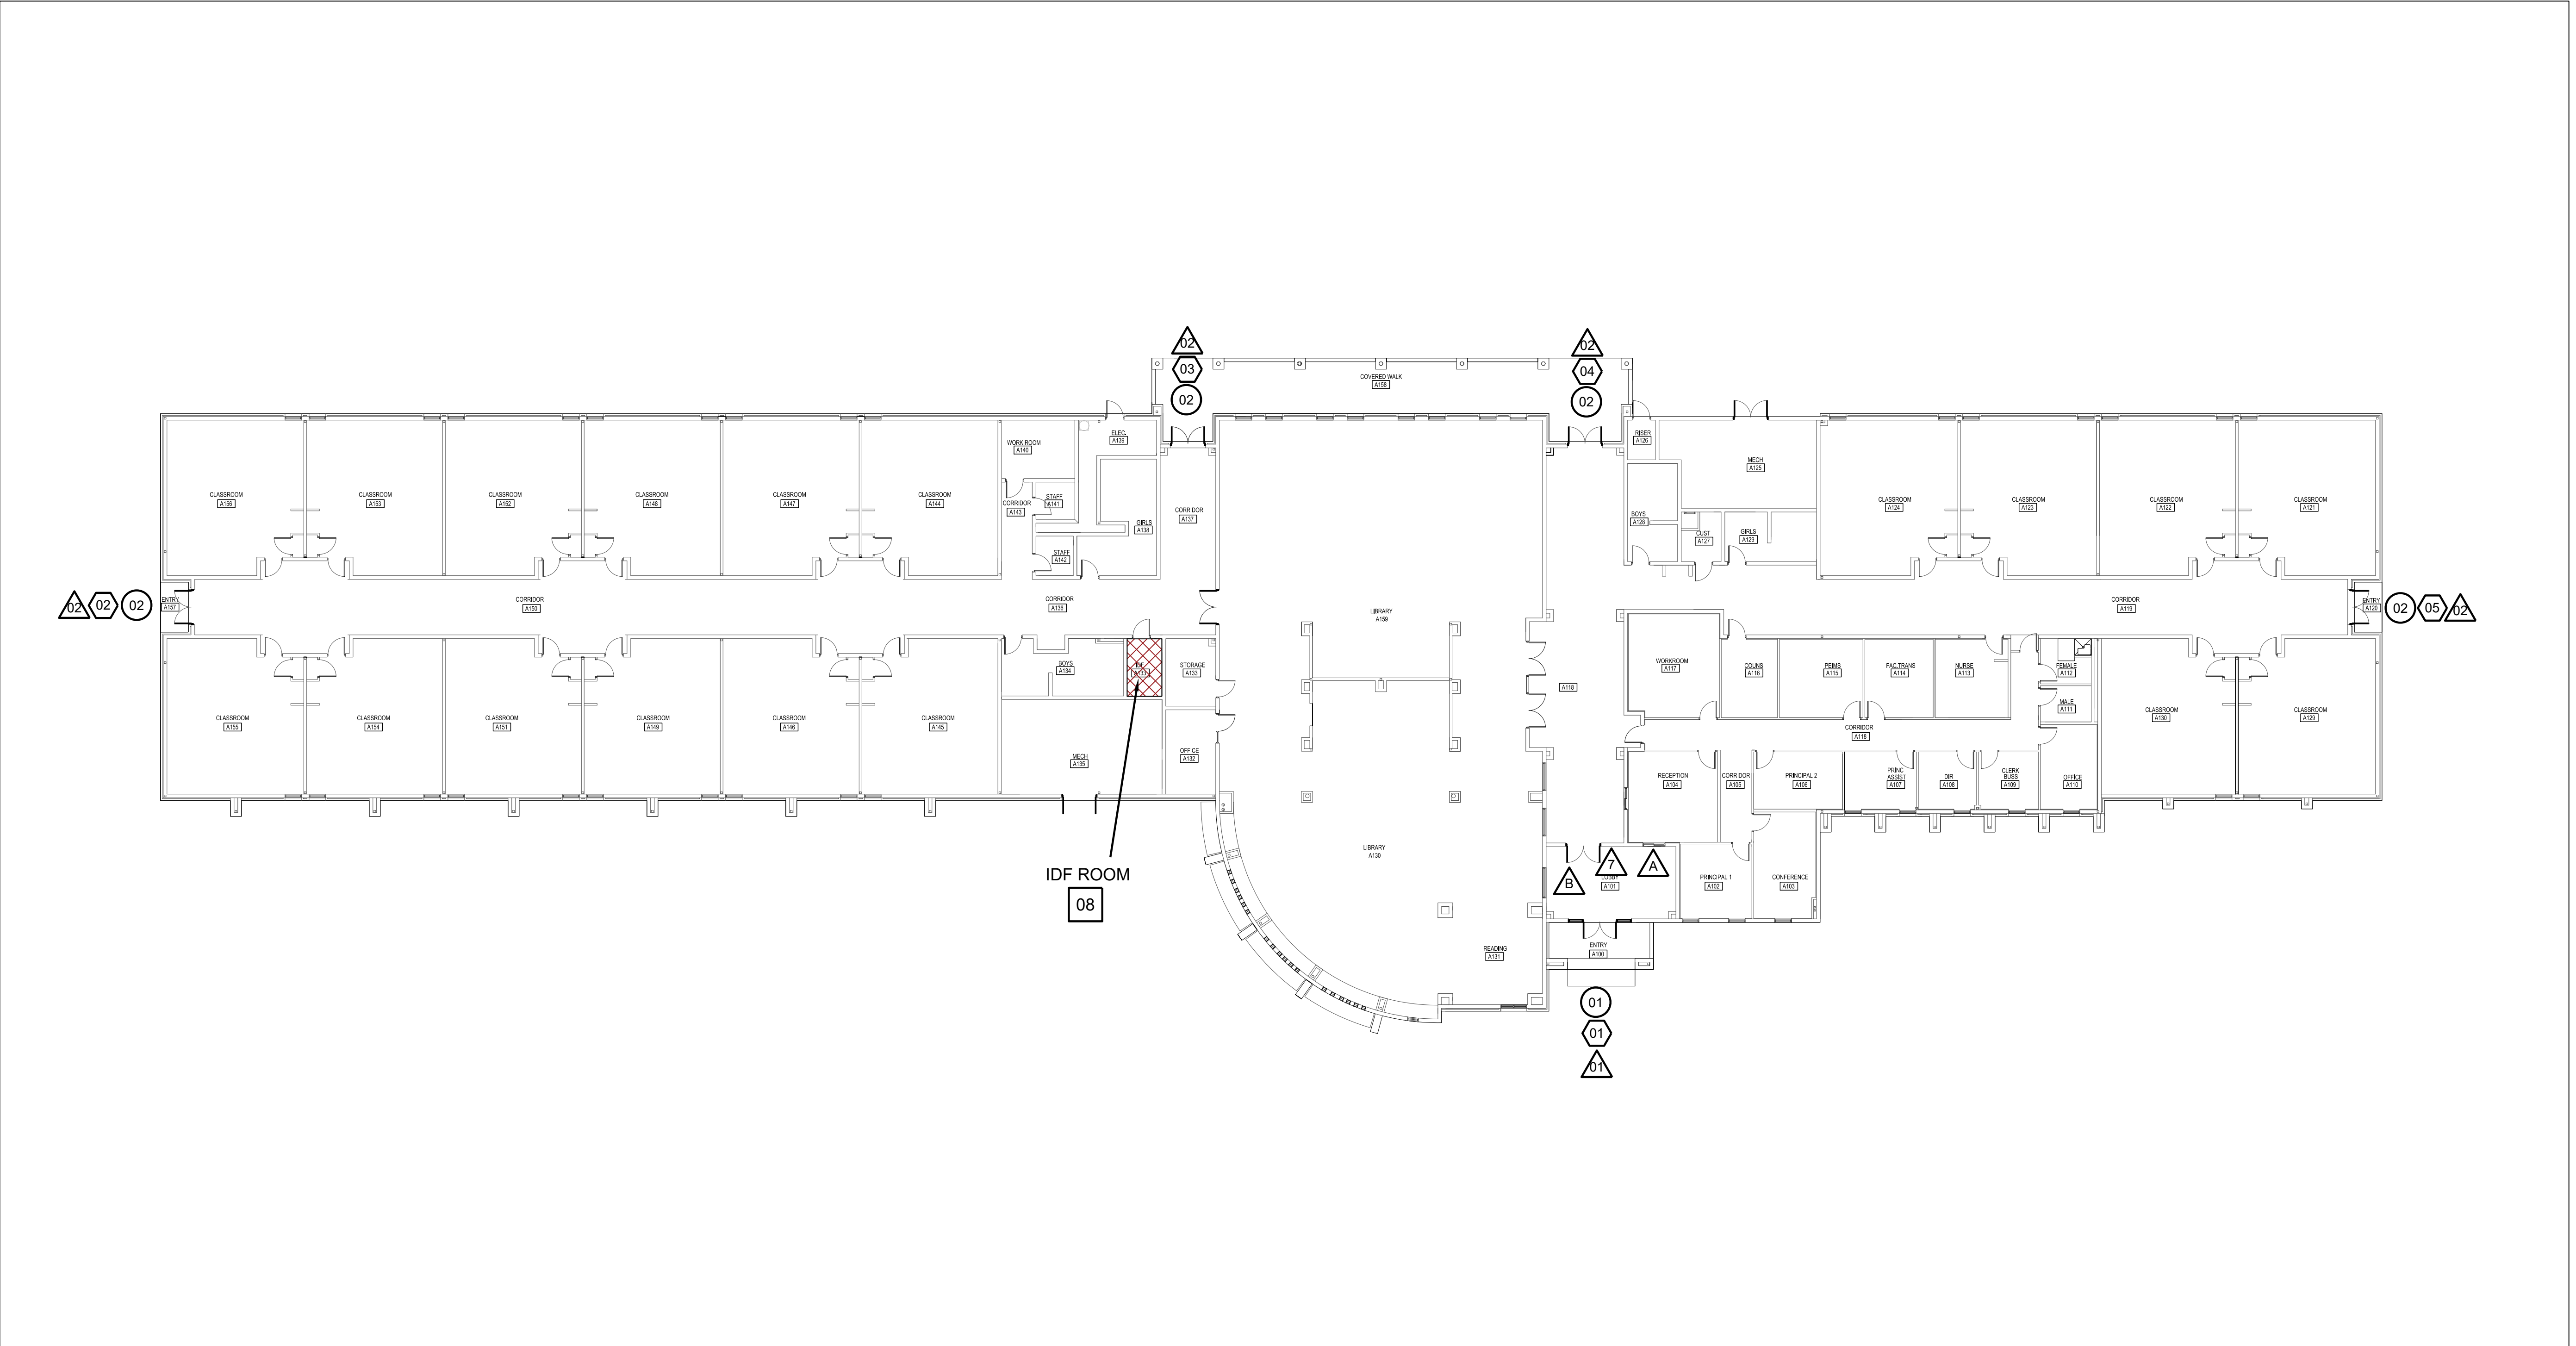 02
03
02
02
04
02
COVERED WALK
A158
WORK ROOM
A140
ELEC.
A139
RISER
A126
MECH
A125
CLASSROOM
A156
CLASSROOM
A153
CLASSROOM
A152
CLASSROOM
A148
CLASSROOM
A147
CLASSROOM
A144
CORRIDOR
A143
STAFF
A141
GIRLS
A138
CORRIDOR
A137
STAFF
A142
BOYS
A128
CUST
A127
GIRLS
A129
CLASSROOM
A124
CLASSROOM
A123
CLASSROOM
A122
CLASSROOM
A121
02
02
02
ENTRY
A157
CORRIDOR
A150
CORRIDOR
A136
LIBRARY
A159
CORRIDOR
A119
ENTRY
A120
02
05
02
BOYS
A134
IDF
A133
STORAGE
A133
WORKROOM
A117
COUNS
A116
PEIMS
A115
FAC,TRANS
A114
NURSE
A113
FEMALE
A112
MALE
A111
A118
CLASSROOM
A155
CLASSROOM
A154
CLASSROOM
A151
CLASSROOM
A149
CLASSROOM
A146
CLASSROOM
A145
MECH
A135
OFFICE
A132
CORRIDOR
A118
CLASSROOM
A130
CLASSROOM
A129
RECEPTION
A104
CORRIDOR
A105
PRINCIPAL 2
A106
PRINC
ASSIST
A107
DIR
A108
CLERK
BUSS
A109
OFFICE
A110
LIBRARY
A130
B
7
A
LOBBY
A101
PRINCIPAL 1
A102
CONFERENCE
A103
IDF ROOM
08
READING
A131
ENTRY
A100
01
01
01